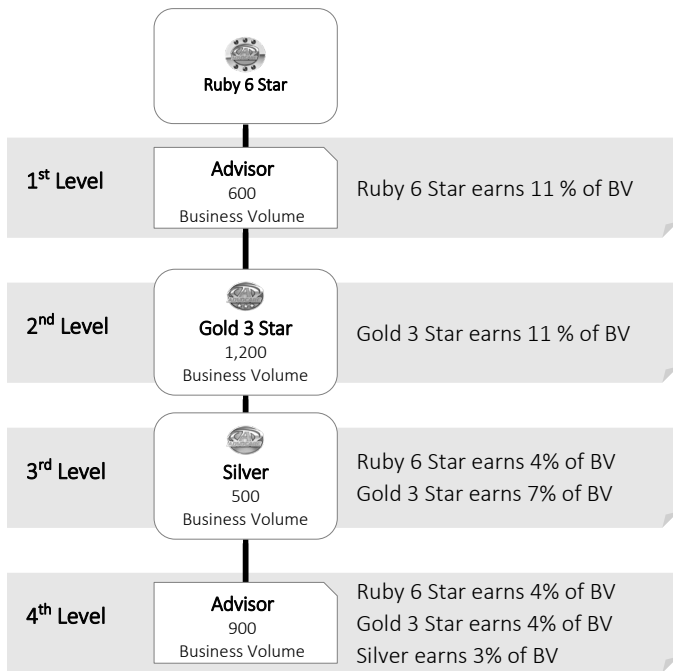 Ruby 6 Star
1st Level
Advisor
600
Business Volume
Ruby 6 Star earns 11 % of BV
2nd Level
Gold 3 Star
1,200
Business Volume
Gold 3 Star earns 11 % of BV
3rd Level
Silver
500
Business Volume
Ruby 6 Star earns 4% of BV
Gold 3 Star earns 7% of BV
4th Level
Advisor
900
Business Volume
Ruby 6 Star earns 4% of BV
Gold 3 Star earns 4% of BV
Silver earns 3% of BV